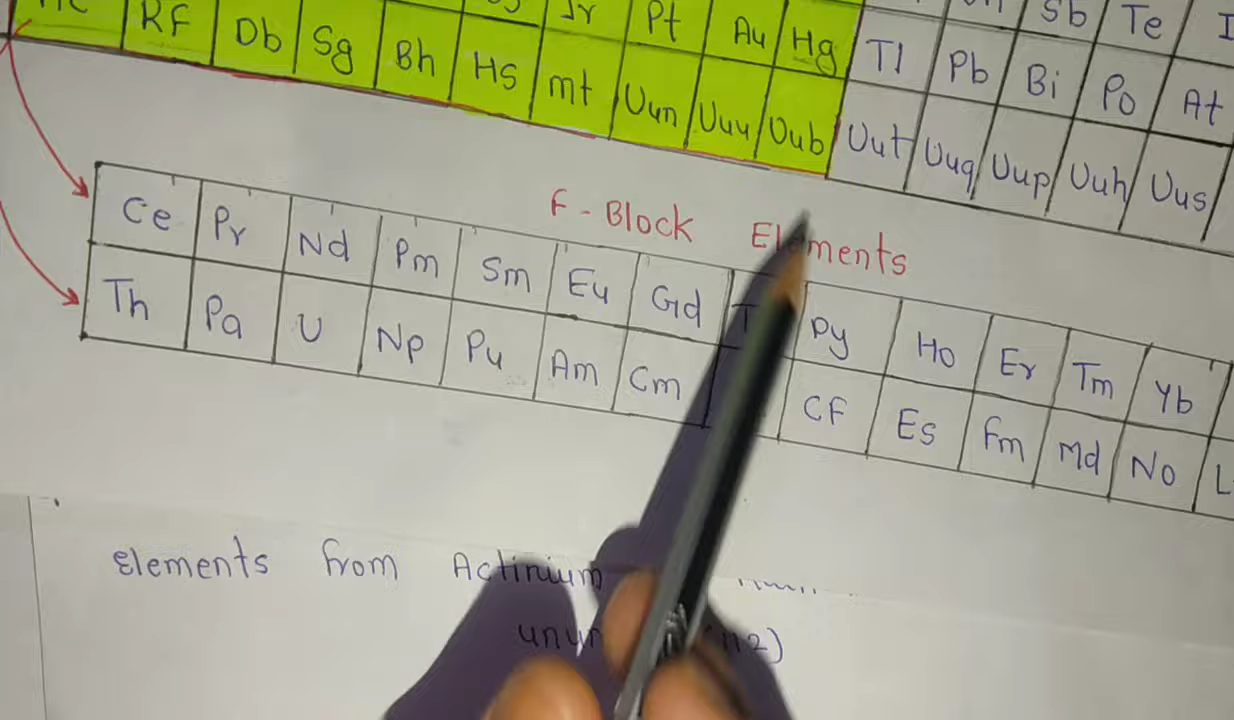 Sb Te I
RF Db Sg Bh Hs mt Pt Au Hg Tl Pb Bi Po At
Uun Uuu Uub Uut Uuq Uup Uuh Uus
F-Block Elements
Ce Pr Nd Pm Sm Eu Gd T Dy Ho Er Tm Yb
Th Pa U Np Pu Am Cm CF Es Fm Md No L
Elements from Actinium